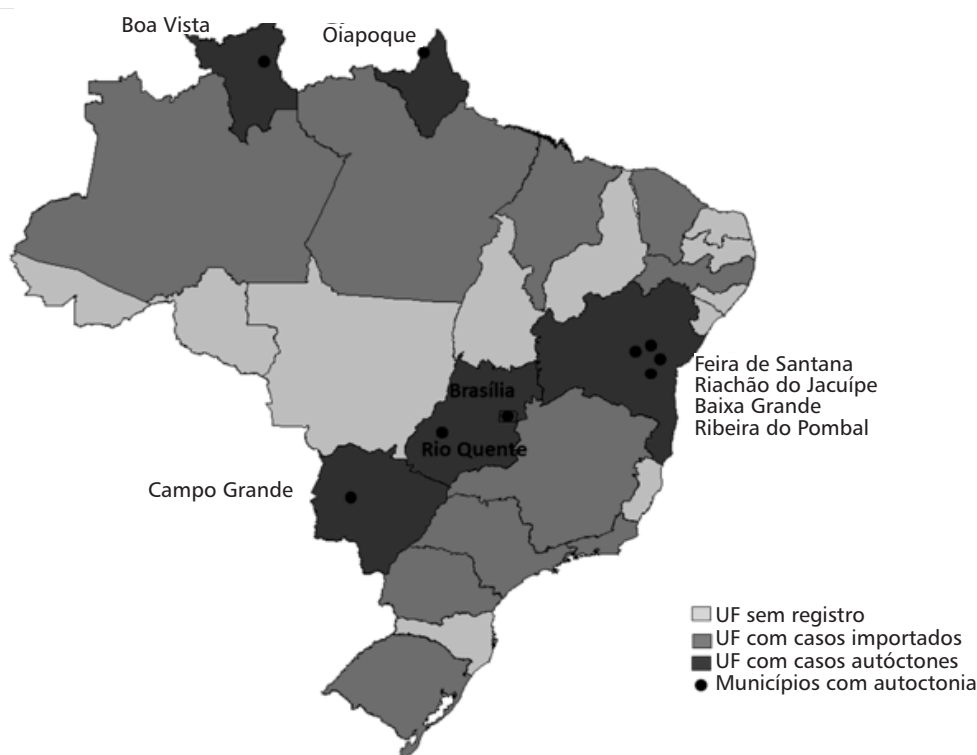 Boa Vista
Oiapoque
Feira de Santana
Riachão do Jacuípe
Baixa Grande
Ribeira do Pombal
Brasília
Rio Quente
Campo Grande
UF sem registro
UF com casos importados
UF com casos autóctones
Municípios com autoctonia